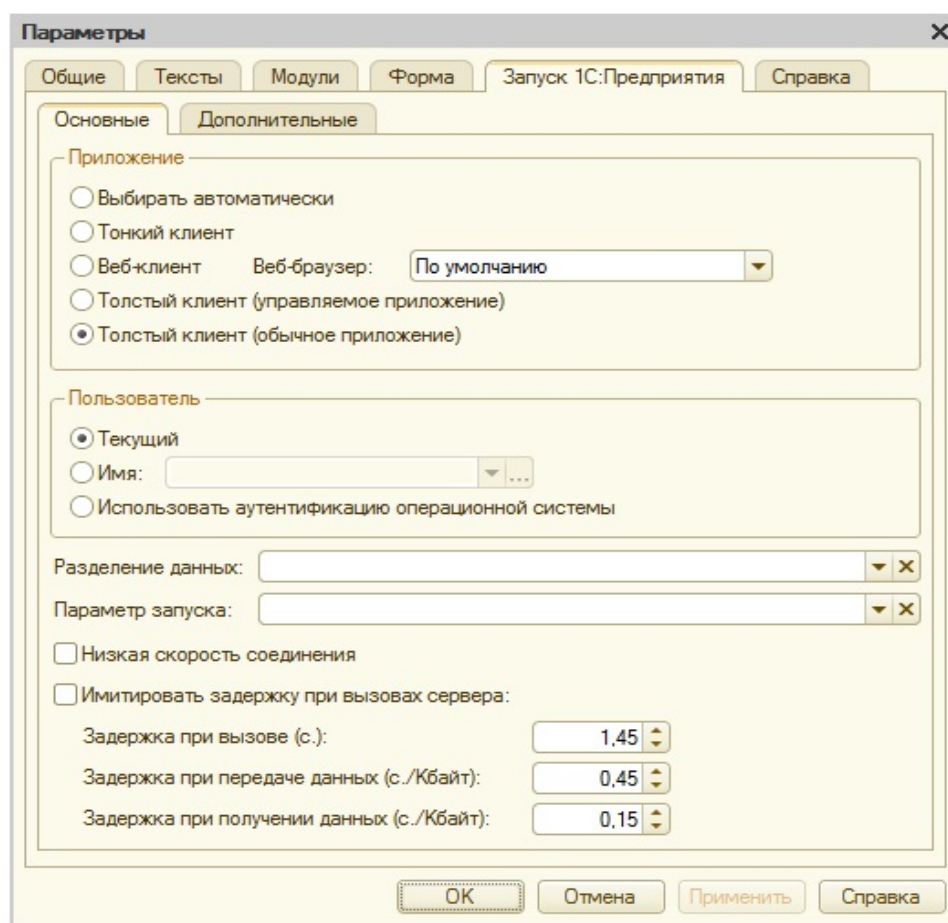 Параметры
Общие Тексты Модули Форма Запуск 1С:Предприятия Справка
Основные Дополнительные
Приложение
Выбирать автоматически
Тонкий клиент
Веб-клиент Веб-браузер: По умолчанию
Толстый клиент (управляемое приложение)
Толстый клиент (обычное приложение)
Пользователь
Текущий
Имя: ...
Использовать аутентификацию операционной системы
Разделение данных:
Параметр запуска:
Низкая скорость соединения
Имитировать задержку при вызовах сервера:
Задержка при вызове (с.): 1,45
Задержка при передаче данных (с./Кбайт): 0,45
Задержка при получении данных (с./Кбайт): 0,15
OK Отмена Применить Справка